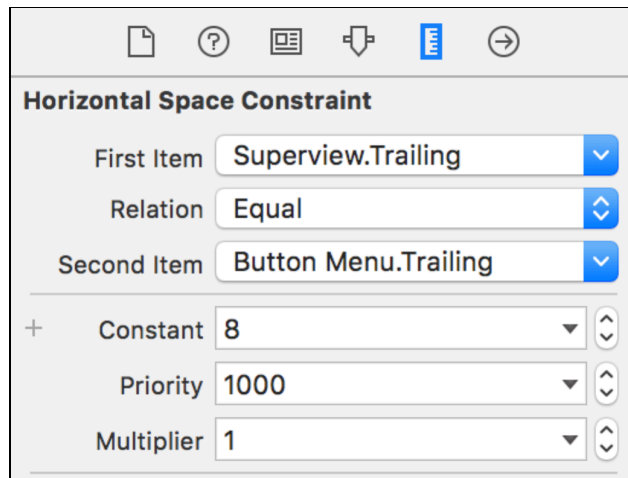 Horizontal Space Constraint
First Item Superview.Trailing
Relation Equal
Second Item Button Menu.Trailing
+ Constant 8
Priority 1000
Multiplier 1